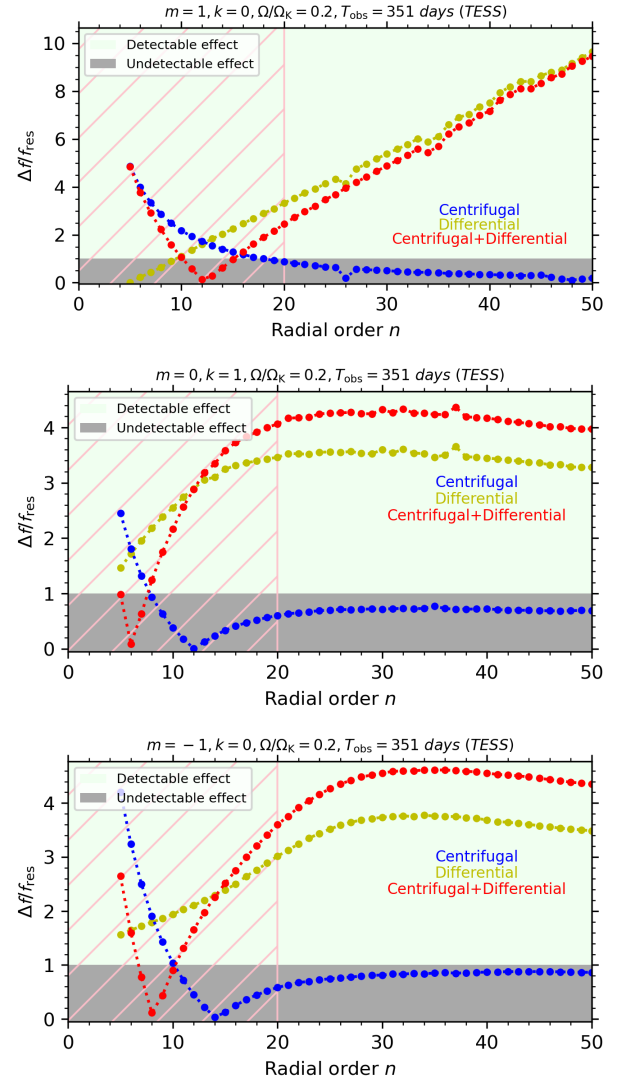 m = 1, k = 0, Ω/Ω_K = 0.2, T_obs = 351 days (TESS)
Detectable effect
Undetectable effect
Δf/f_res
10
8
6
4
2
0
Centrifugal
Differential
Centrifugal+Differential
0 10 20 30 40 50
Radial order n
m = 0, k = 1, Ω/Ω_K = 0.2, T_obs = 351 days (TESS)
Detectable effect
Undetectable effect
Δf/f_res
4
3
2
1
0
Centrifugal
Differential
Centrifugal+Differential
0 10 20 30 40 50
Radial order n
m = −1, k = 0, Ω/Ω_K = 0.2, T_obs = 351 days (TESS)
Detectable effect
Undetectable effect
Δf/f_res
4
3
2
1
0
Centrifugal
Differential
Centrifugal+Differential
0 10 20 30 40 50
Radial order n